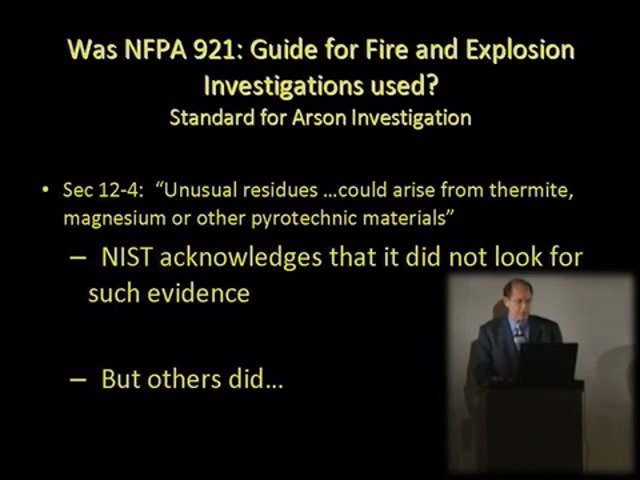 Was NFPA 921: Guide for Fire and Explosion
Investigations used?
Standard for Arson Investigation
• Sec 12-4: “Unusual residues …could arise from thermite,
magnesium or other pyrotechnic materials”
– NIST acknowledges that it did not look for
such evidence
– But others did…